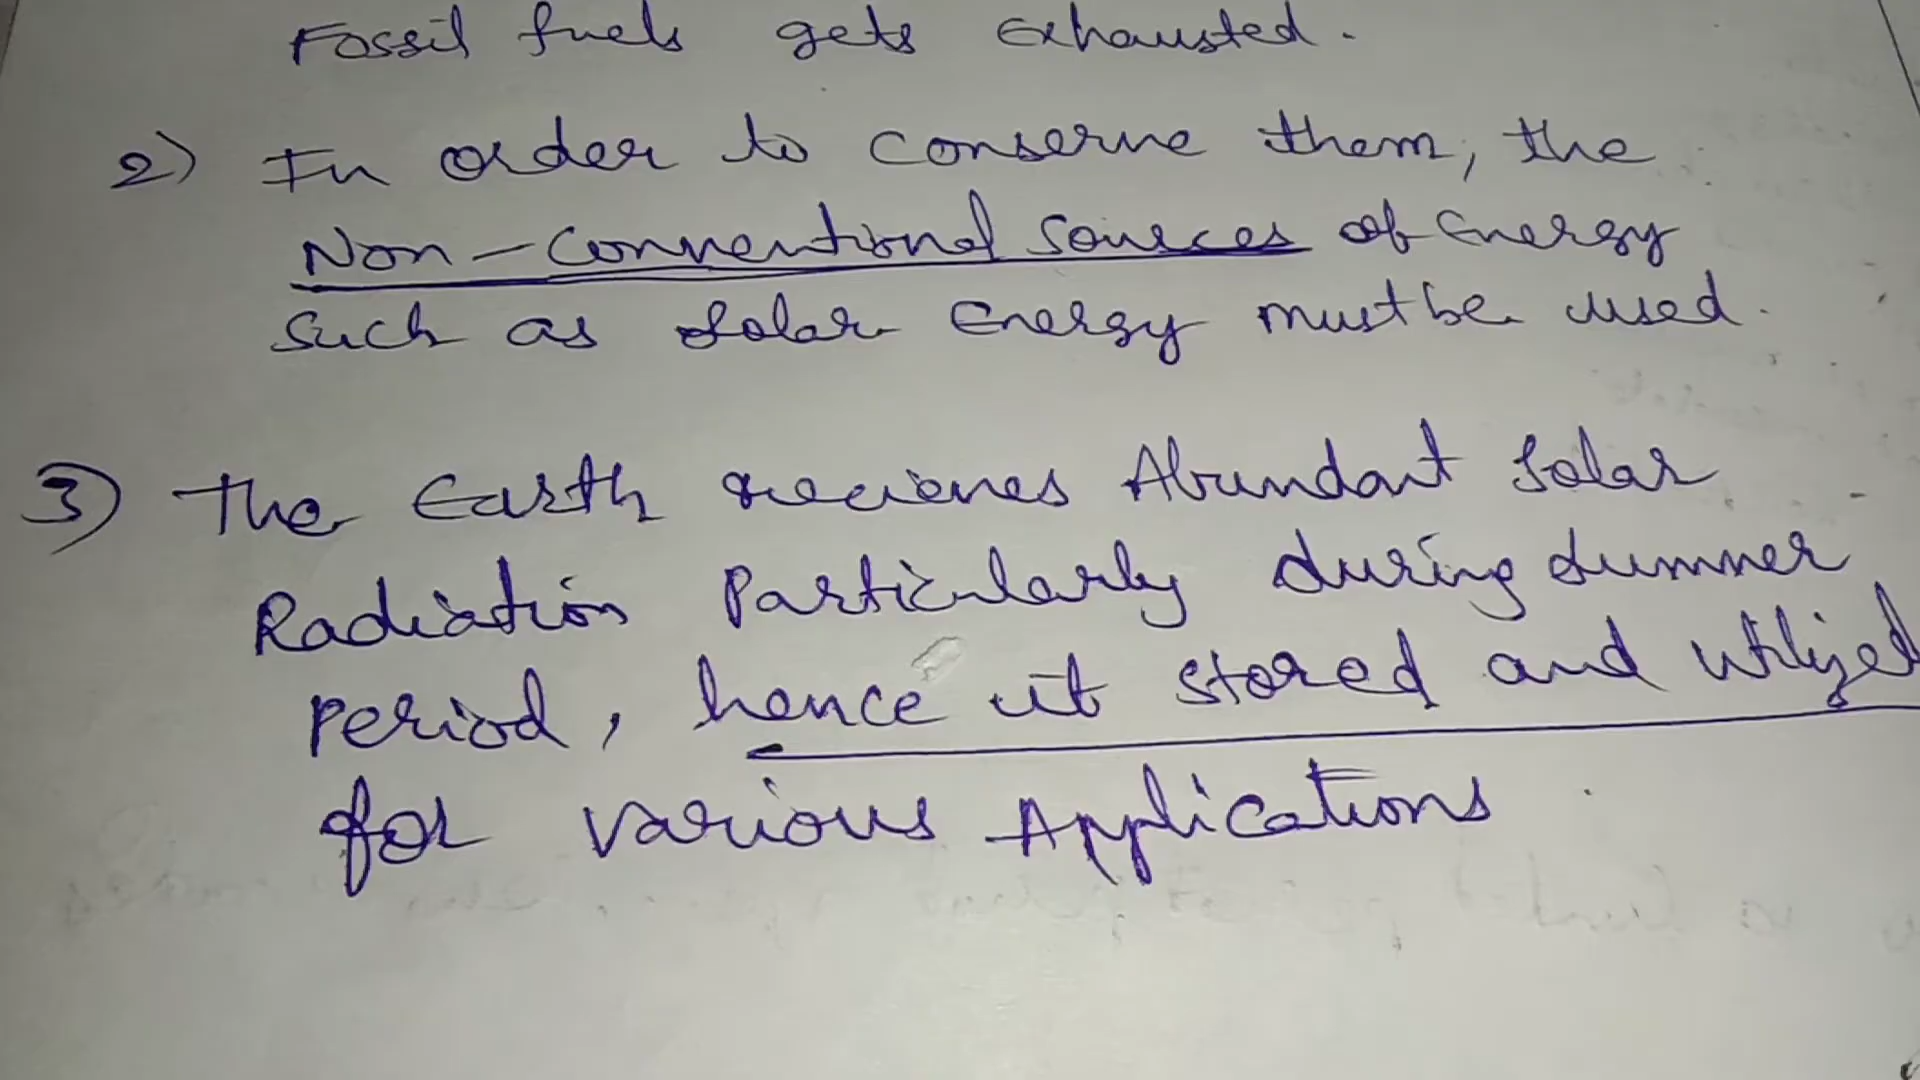 Fossil fuels gets Exhausted.
2) In order to conserve them, the
Non-Conventional Sources of Energy
Such as Solar Energy must be used.
3) The Earth recieves Abundant Solar
Radiation Particularly during Summer
Period, hence it stored and utilized
for various Applications